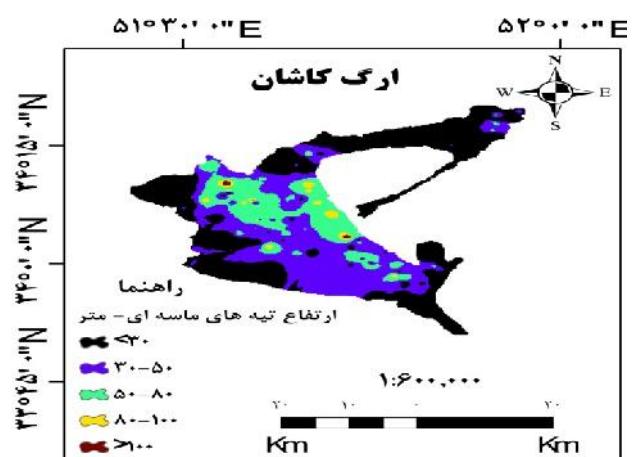 ۵۱°۳۰'۰"E ۵۲°۰'۰"E
ارگ کاشان
N
W E
S
۳۴°۱۵'۰"N
۳۴°۰'۰"N
۳۳°۴۵'۰"N
راهنما
ارتفاع تپه های ماسه ای- متر
<۳۰
۳۰-۵۰
۵۰-۸۰
۸۰-۱۰۰
>۱۰۰
۱:۶۰۰,۰۰۰
۲۰ ۱۰ ۰ ۲۰
Km Km